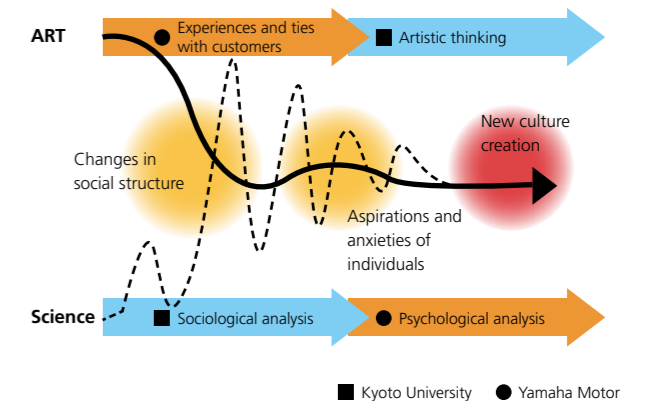 ART
Experiences and ties
with customers
Artistic thinking
Changes in
social structure
New culture
creation
Aspirations and
anxieties of
individuals
Science
Sociological analysis
Psychological analysis
Kyoto University
Yamaha Motor